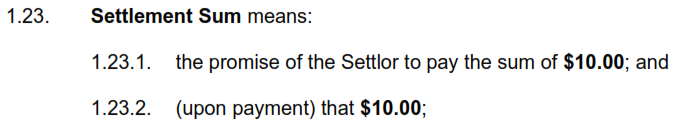 1.23. Settlement Sum means:
1.23.1. the promise of the Settlor to pay the sum of $10.00; and
1.23.2. (upon payment) that $10.00;